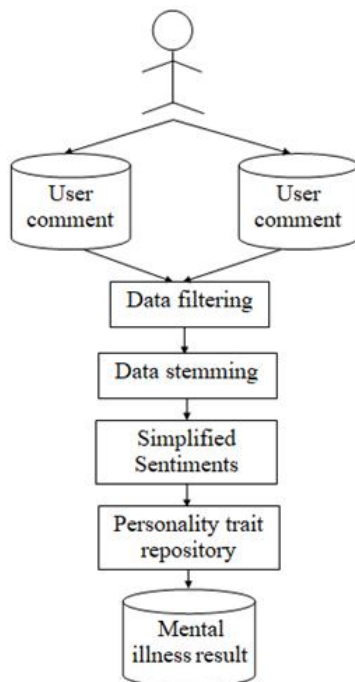 User
comment
User
comment
Data filtering
Data stemming
Simplified
Sentiments
Personality trait
repository
Mental
illness result